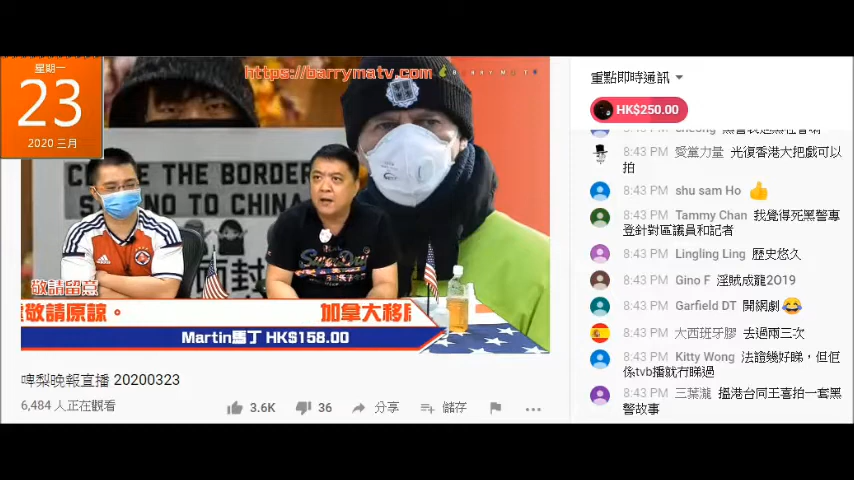 星期一
23
2020 三月
https://barrymatv.com
BARRYMATV
CLOSE THE BORDER
SAY NO TO CHINA
封
敬請留意
敬請原諒。
加拿大移
Martin馬丁 HK$158.00
啤梨晚報直播 20200323
6,484 人正在觀看
3.6K
36
分享
儲存
重點即時通訊
HK$250.00
8:43 PM 愛黨力量 光復香港大把戲可以
拍
8:43 PM shu sam Ho 👍
8:43 PM Tammy Chan 我覺得死黑警專
登針對區議員和記者
8:43 PM Lingling Ling 歷史悠久
8:43 PM Gino F 淫賊成龍2019
8:43 PM Garfield DT 開網劇😂
8:43 PM 大西班牙膠 去過兩三次
8:43 PM Kitty Wong 法證幾好睇，但佢
係tvb播就冇睇過
8:43 PM 三葉瀧 搵港台同王喜拍一套黑
警故事